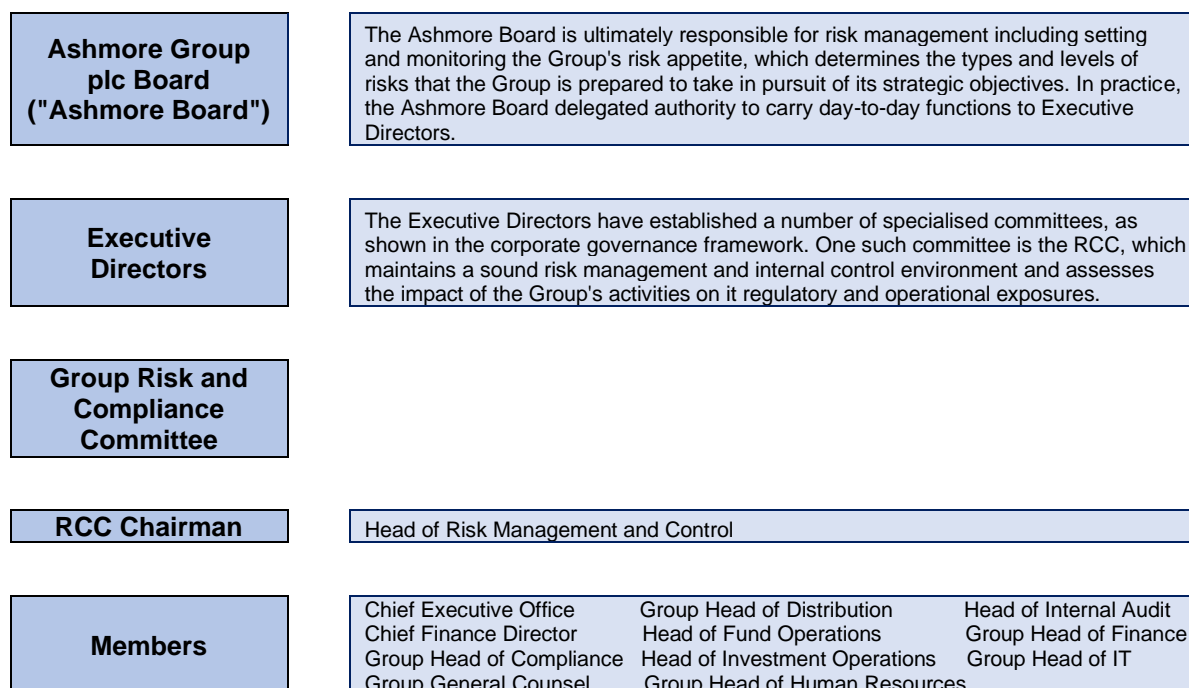 Ashmore Group
plc Board
("Ashmore Board")
The Ashmore Board is ultimately responsible for risk management including setting
and monitoring the Group's risk appetite, which determines the types and levels of
risks that the Group is prepared to take in pursuit of its strategic objectives. In practice,
the Ashmore Board delegated authority to carry day-to-day functions to Executive
Directors.
Executive
Directors
The Executive Directors have established a number of specialised committees, as
shown in the corporate governance framework. One such committee is the RCC, which
maintains a sound risk management and internal control environment and assesses
the impact of the Group's activities on it regulatory and operational exposures.
Group Risk and
Compliance
Committee
RCC Chairman
Head of Risk Management and Control
Members
Chief Executive Office Group Head of Distribution Head of Internal Audit
Chief Finance Director Head of Fund Operations Group Head of Finance
Group Head of Compliance Head of Investment Operations Group Head of IT
Group General Counsel Group Head of Human Resources